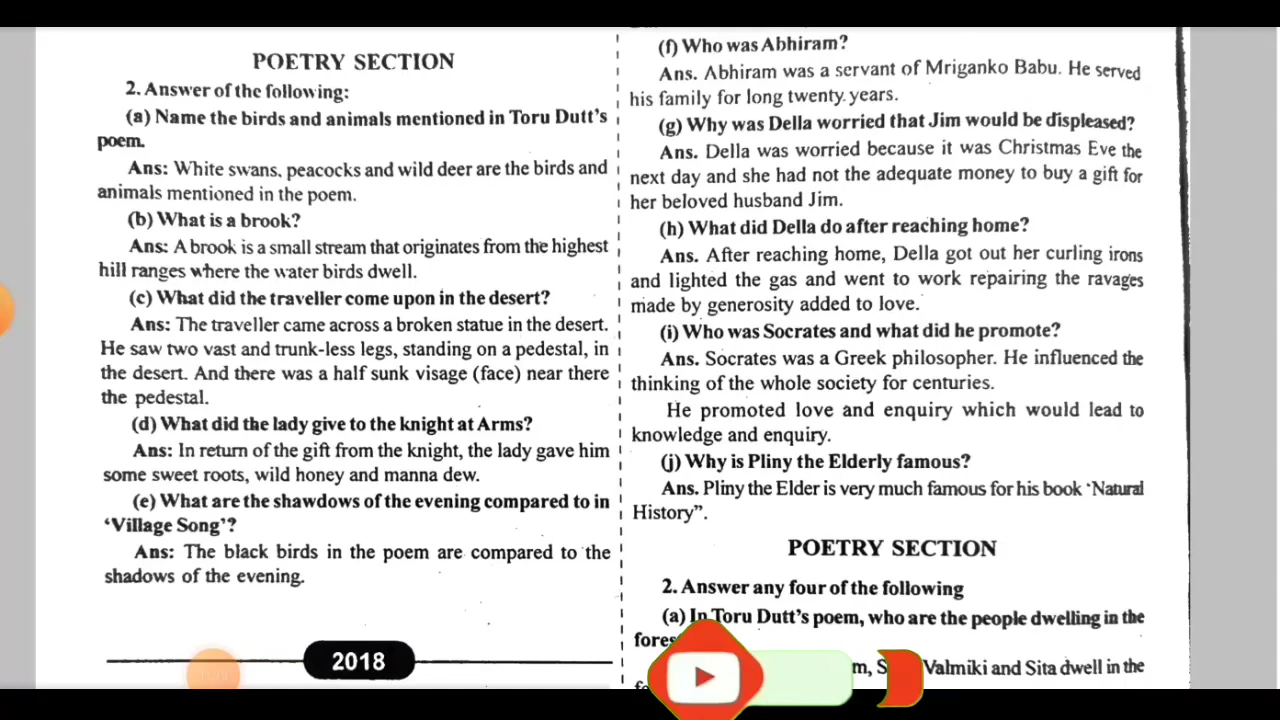 POETRY SECTION
2. Answer of the following:
(a) Name the birds and animals mentioned in Toru Dutt's
poem.
Ans: White swans, peacocks and wild deer are the birds and
animals mentioned in the poem.
(b) What is a brook?
Ans: A brook is a small stream that originates from the highest
hill ranges where the water birds dwell.
(c) What did the traveller come upon in the desert?
Ans: The traveller came across a broken statue in the desert.
He saw two vast and trunk-less legs, standing on a pedestal, in
the desert. And there was a half sunk visage (face) near there
the pedestal.
(d) What did the lady give to the knight at Arms?
Ans: In return of the gift from the knight, the lady gave him
some sweet roots, wild honey and manna dew.
(e) What are the shawdows of the evening compared to in
'Village Song'?
Ans: The black birds in the poem are compared to the
shadows of the evening.
2018
(f) Who was Abhiram?
Ans. Abhiram was a servant of Mriganko Babu. He served
his family for long twenty years.
(g) Why was Della worried that Jim would be displeased?
Ans. Della was worried because it was Christmas Eve the
next day and she had not the adequate money to buy a gift for
her beloved husband Jim.
(h) What did Della do after reaching home?
Ans. After reaching home, Della got out her curling irons
and lighted the gas and went to work repairing the ravages
made by generosity added to love.
(i) Who was Socrates and what did he promote?
Ans. Socrates was a Greek philosopher. He influenced the
thinking of the whole society for centuries.
He promoted love and enquiry which would lead to
knowledge and enquiry.
(j) Why is Pliny the Elderly famous?
Ans. Pliny the Elder is very much famous for his book 'Natural
History".
POETRY SECTION
2. Answer any four of the following
(a) In Toru Dutt's poem, who are the people dwelling in the
Valmiki and Sita dwell in the